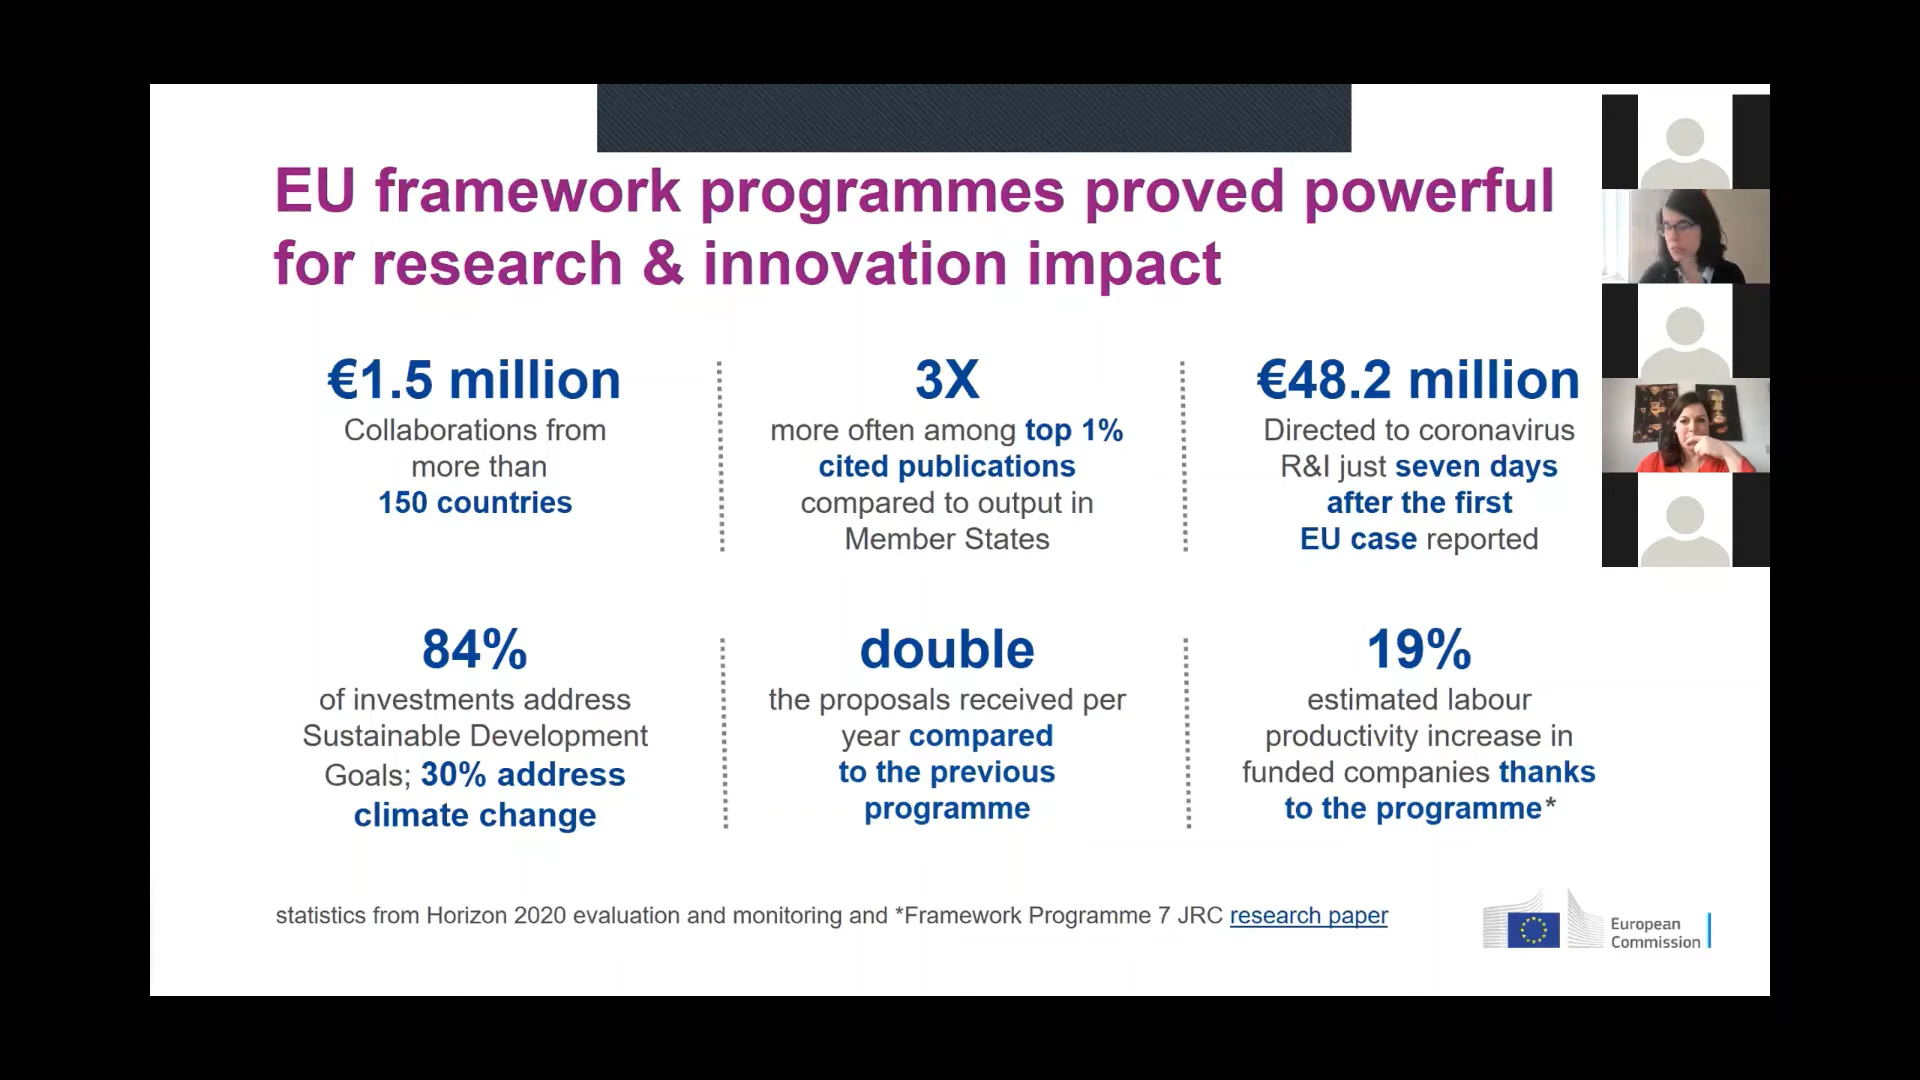 EU framework programmes proved powerful
for research & innovation impact
€1.5 million
Collaborations from
more than
150 countries
3X
more often among top 1%
cited publications
compared to output in
Member States
€48.2 million
Directed to coronavirus
R&I just seven days
after the first
EU case reported
84%
of investments address
Sustainable Development
Goals; 30% address
climate change
double
the proposals received per
year compared
to the previous
programme
19%
estimated labour
productivity increase in
funded companies thanks
to the programme*
statistics from Horizon 2020 evaluation and monitoring and *Framework Programme 7 JRC research paper
European
Commission